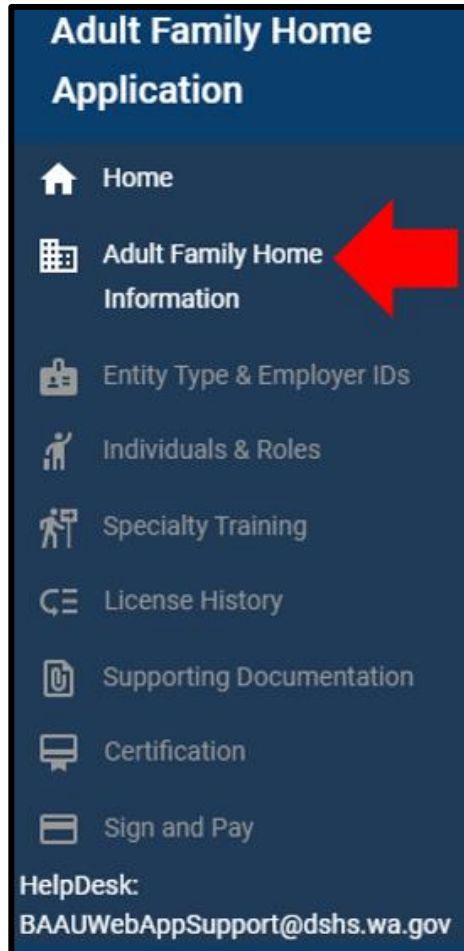 Adult Family Home
Application
Home
Adult Family Home
Information
Entity Type & Employer IDs
Individuals & Roles
Specialty Training
License History
Supporting Documentation
Certification
Sign and Pay
HelpDesk:
BAAUWebAppSupport@dshs.wa.gov